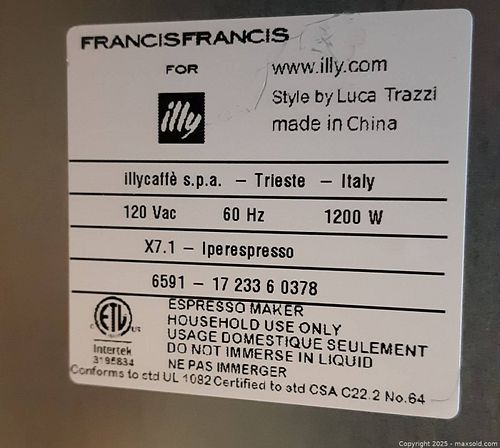 FRANCISFRANCIS
FOR
illy
www.illy.com
Style by Luca Trazzi
made in China
illycaffè s.p.a. – Trieste – Italy
120 Vac 60 Hz 1200 W
X7.1 – Iperespresso
6591 – 17 233 6 0378
ETL
C US
Intertek
3195834
ESPRESSO MAKER
HOUSEHOLD USE ONLY
USAGE DOMESTIQUE SEULEMENT
DO NOT IMMERSE IN LIQUID
NE PAS IMMERGER
Conforms to std UL 1082 Certified to std CSA C22.2 No.64
Copyright 2025 - maxsold.com